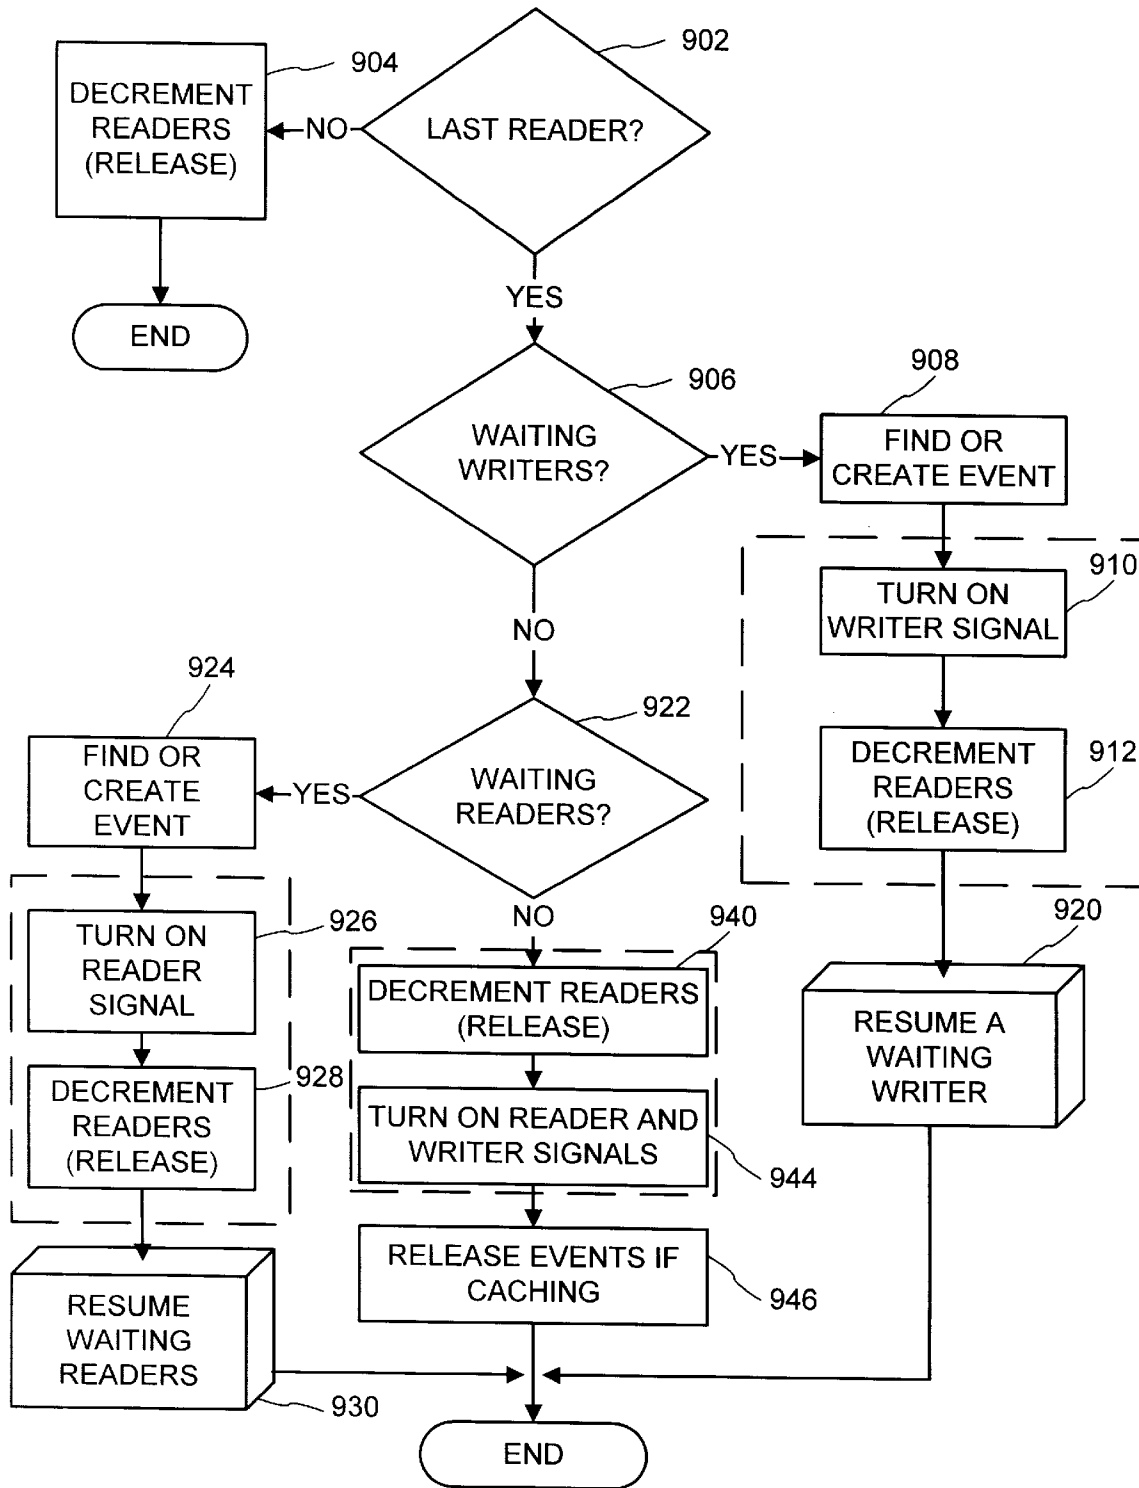 902
904
DECREMENT
READERS
(RELEASE)
NO
LAST READER?
END
YES
906
WAITING
WRITERS?
YES
908
FIND OR
CREATE EVENT
910
TURN ON
WRITER SIGNAL
NO
924
922
912
DECREMENT
READERS
(RELEASE)
FIND OR
CREATE
EVENT
YES
WAITING
READERS?
NO
926
TURN ON
READER
SIGNAL
940
920
DECREMENT READERS
(RELEASE)
RESUME A
WAITING
WRITER
928
DECREMENT
READERS
(RELEASE)
TURN ON READER AND
WRITER SIGNALS
944
RELEASE EVENTS IF
CACHING
946
RESUME
WAITING
READERS
930
END